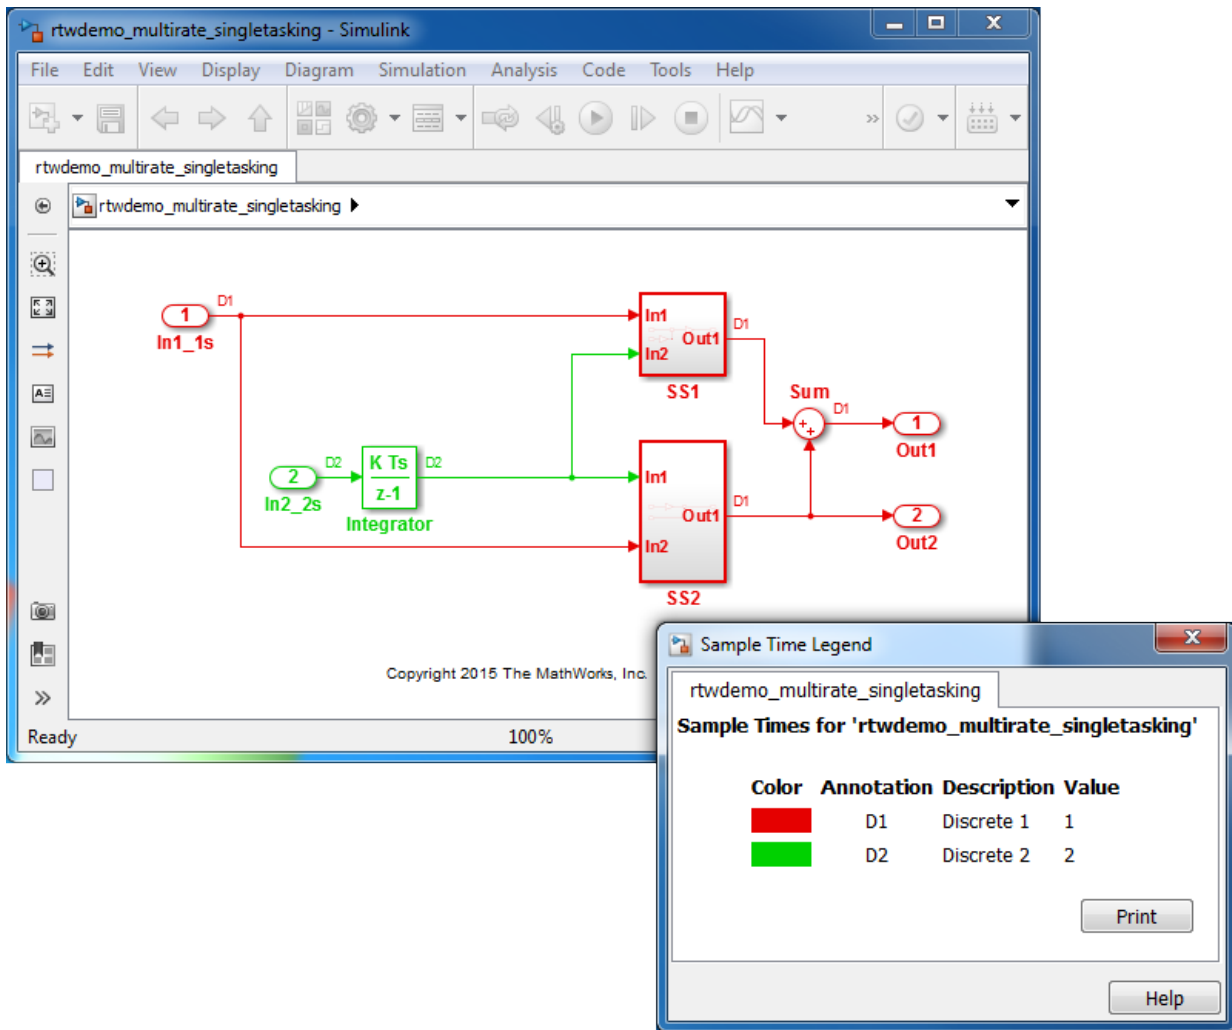 rtwdemo_multirate_singletasking - Simulink
File Edit View Display Diagram Simulation Analysis Code Tools Help
rtwdemo_multirate_singletasking
rtwdemo_multirate_singletasking
1
D1
In1_1s
In1
In2
Out1
D1
SS1
Sum
D1
1
Out1
2
D2
In2_2s
K Ts
z-1
D2
Integrator
In1
In2
Out1
D1
SS2
2
Out2
Copyright 2015 The MathWorks, Inc.
Ready 100%
Sample Time Legend
rtwdemo_multirate_singletasking
Sample Times for 'rtwdemo_multirate_singletasking'
Color Annotation Description Value
D1 Discrete 1 1
D2 Discrete 2 2
Print
Help